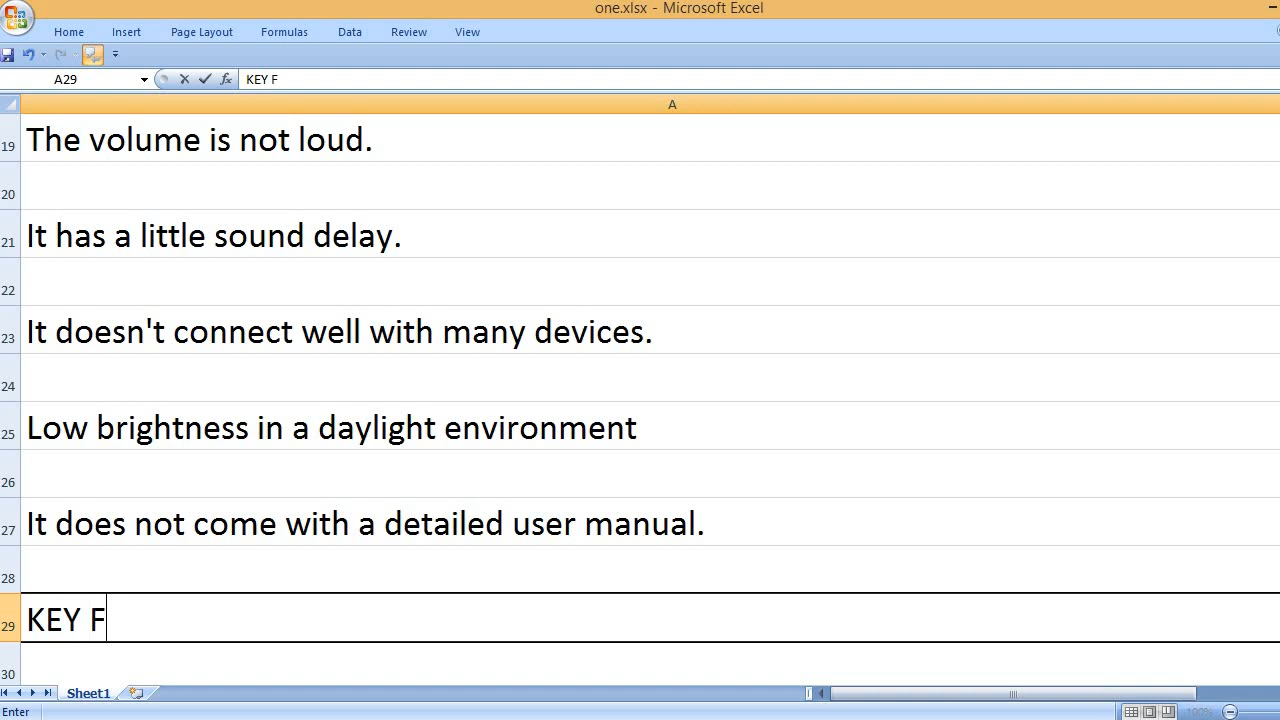 one.xlsx - Microsoft Excel
Home Insert Page Layout Formulas Data Review View
A29 fx KEY F
A
19 The volume is not loud.
20
21 It has a little sound delay.
22
23 It doesn't connect well with many devices.
24
25 Low brightness in a daylight environment
26
27 It does not come with a detailed user manual.
28
29 KEY F
30
Sheet1
Enter 100%